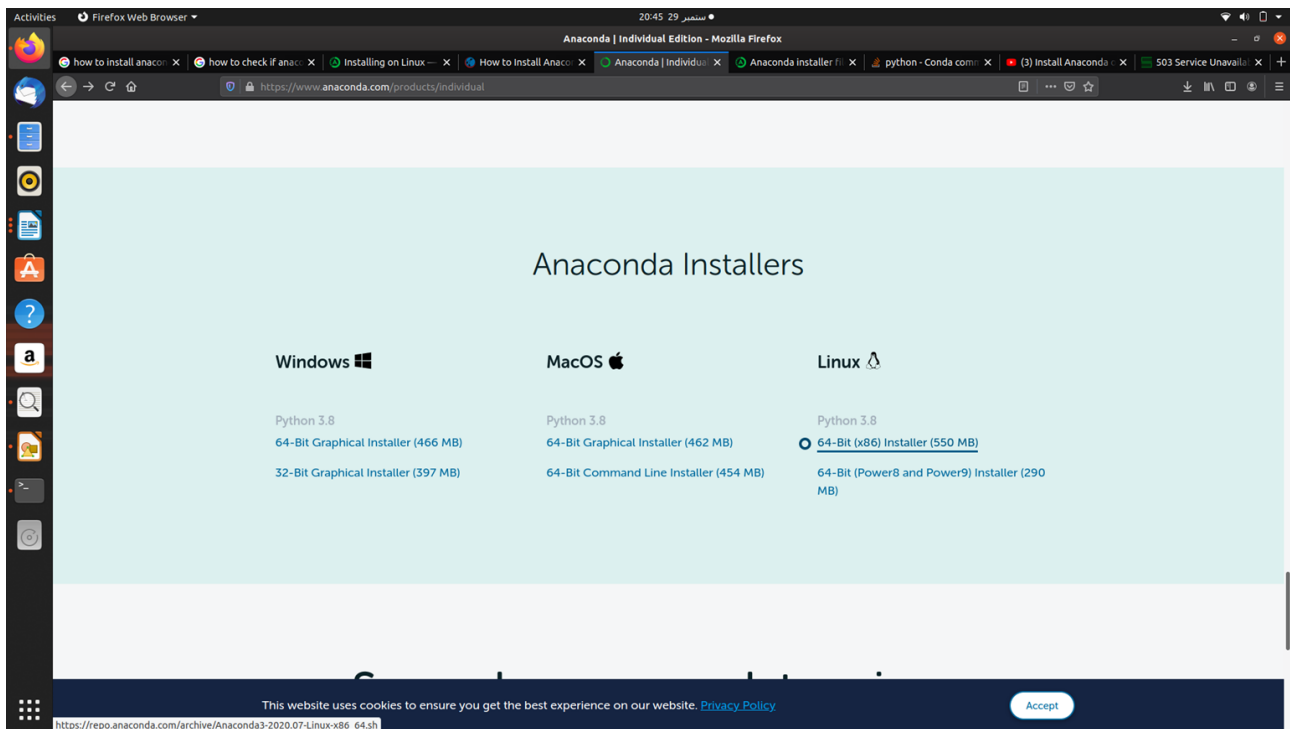 Activities Firefox Web Browser 20:45 29 ستمبر
Anaconda | Individual Edition - Mozilla Firefox
how to install anacon how to check if anaco Installing on Linux — How to Install Anacon Anaconda | Individual Anaconda installer fil python - Conda comm (3) Install Anaconda 503 Service Unavailab
https://www.anaconda.com/products/individual
Anaconda Installers
Windows MacOS Linux
Python 3.8 Python 3.8 Python 3.8
64-Bit Graphical Installer (466 MB) 64-Bit Graphical Installer (462 MB) 64-Bit (x86) Installer (550 MB)
32-Bit Graphical Installer (397 MB) 64-Bit Command Line Installer (454 MB) 64-Bit (Power8 and Power9) Installer (290
MB)
This website uses cookies to ensure you get the best experience on our website. Privacy Policy Accept
https://repo.anaconda.com/archive/Anaconda3-2020.07-Linux-x86_64.sh